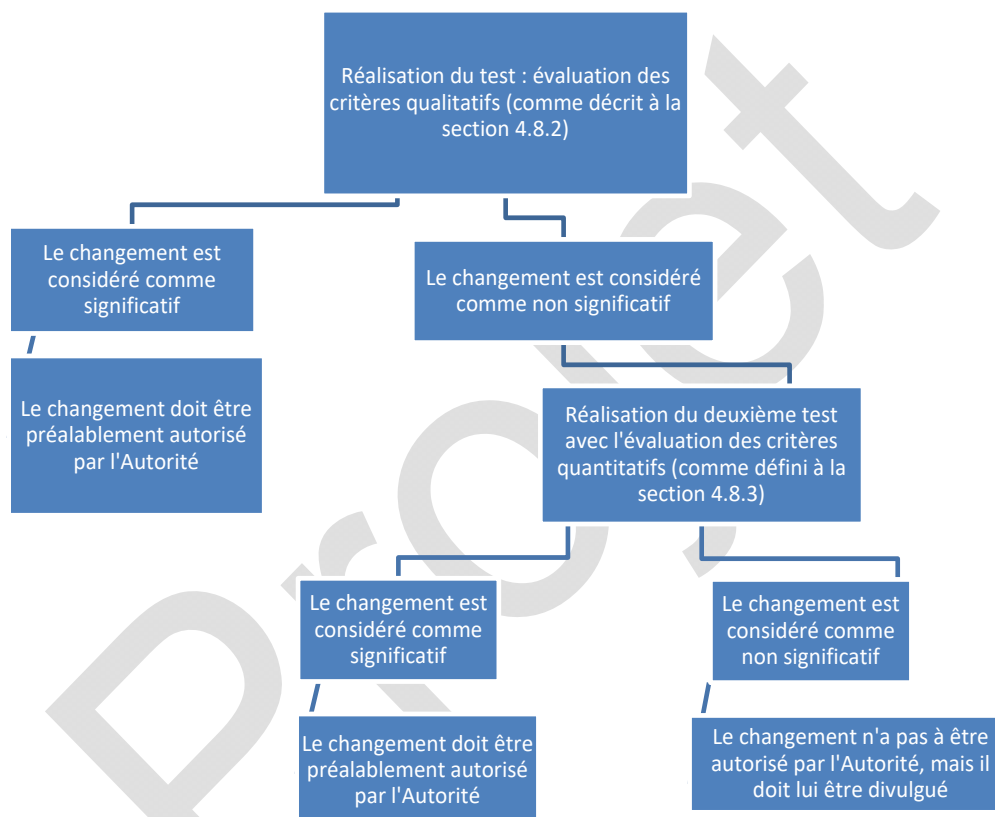 Réalisation du test : évaluation des
critères qualitatifs (comme décrit à la
section 4.8.2)
Le changement est
considéré comme
significatif
Le changement est considéré
comme non significatif
Le changement doit être
préalablement autorisé
par l'Autorité
Réalisation du deuxième test
avec l'évaluation des critères
quantitatifs (comme défini à la
section 4.8.3)
Le changement est
considéré comme
significatif
Le changement est
considéré comme
non significatif
Le changement doit être
préalablement autorisé
par l'Autorité
Le changement n'a pas à être
autorisé par l'Autorité, mais il
doit lui être divulgué
Projet